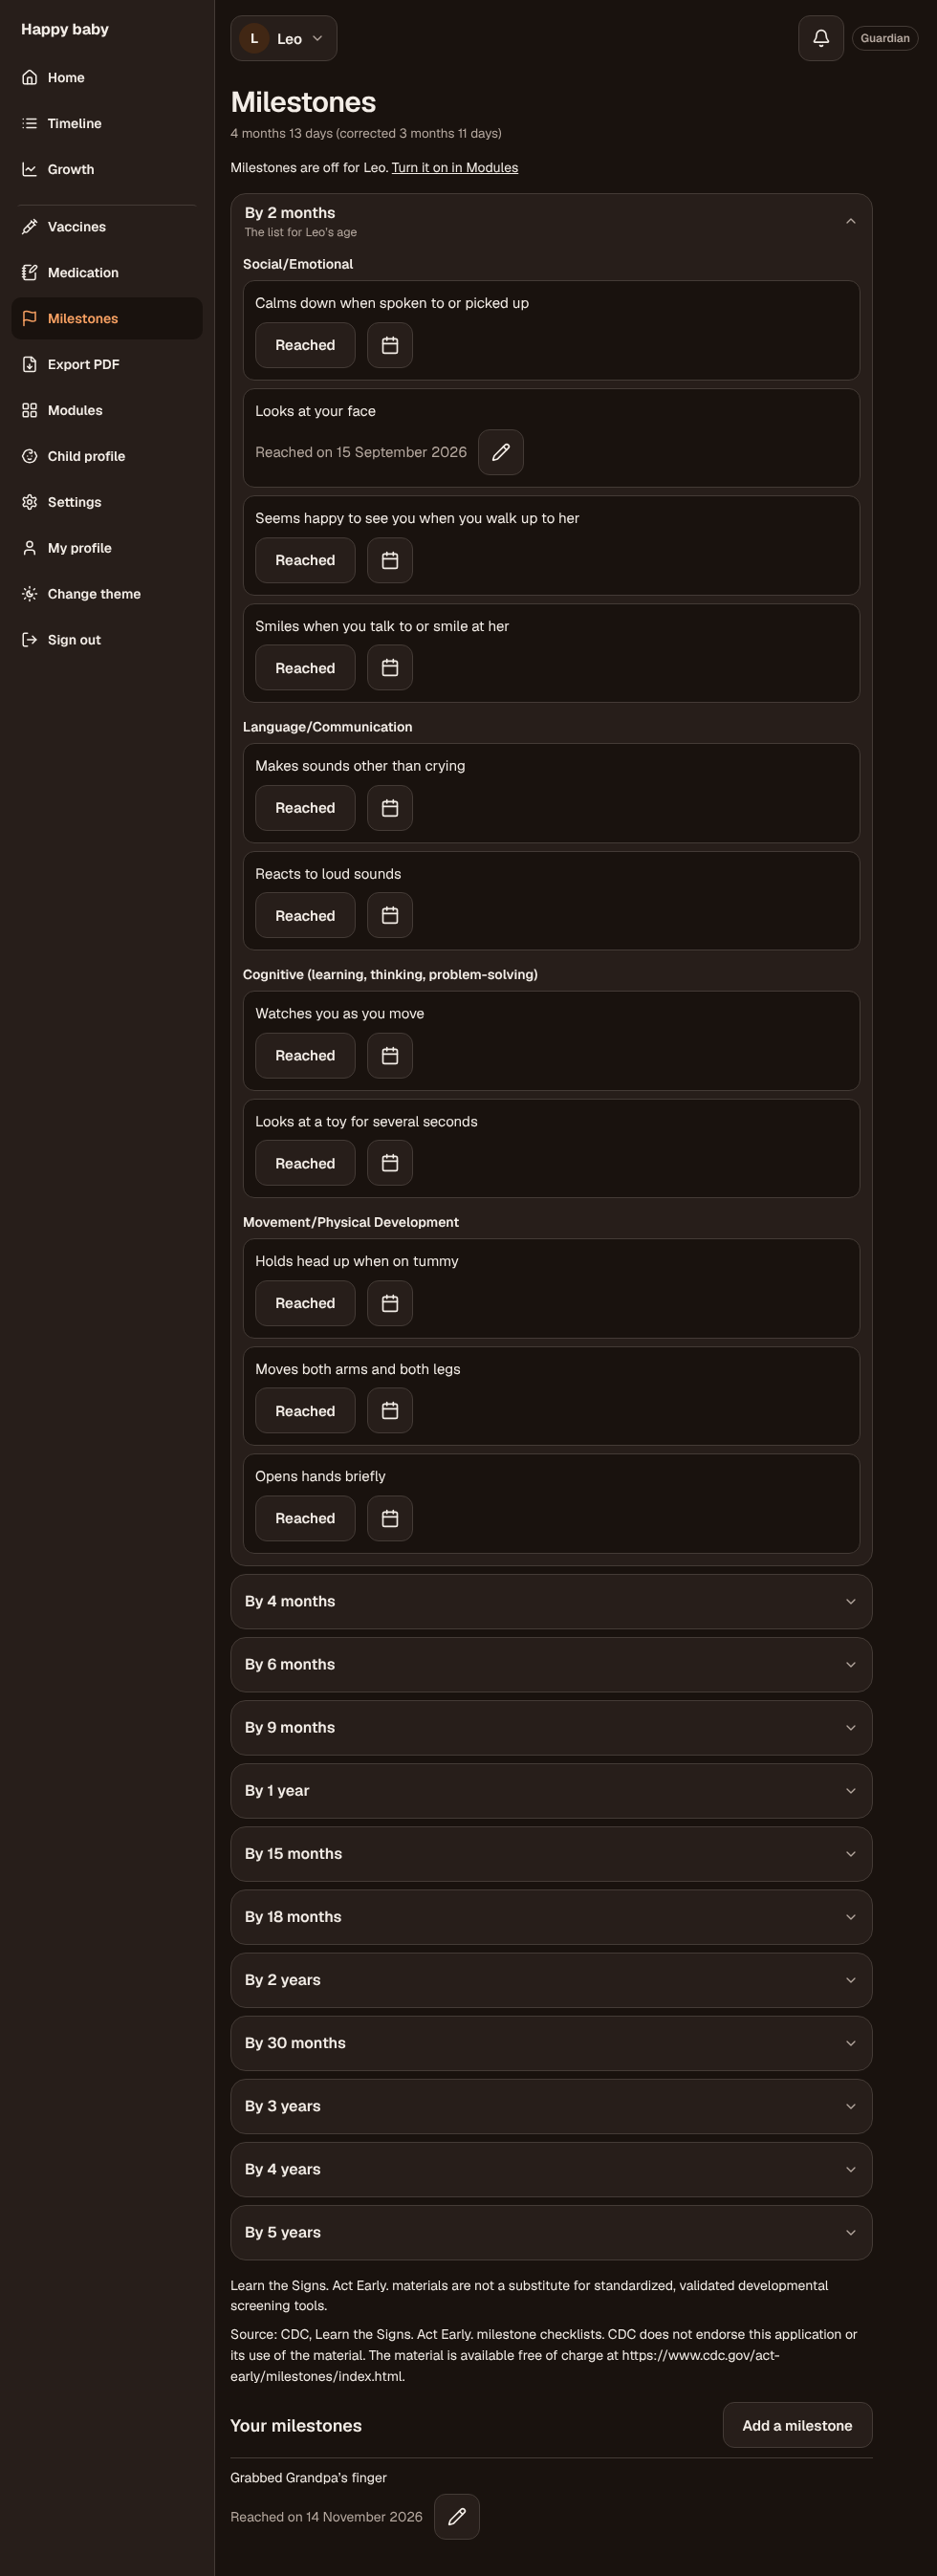 Happy baby
Home
Timeline
Growth
Vaccines
Medication
Milestones
Export PDF
Modules
Child profile
Settings
My profile
Change theme
Sign out
L Leo
Guardian
Milestones
4 months 13 days (corrected 3 months 11 days)
Milestones are off for Leo. Turn it on in Modules
By 2 months
The list for Leo's age
Social/Emotional
Calms down when spoken to or picked up
Reached
Looks at your face
Reached on 15 September 2026
Seems happy to see you when you walk up to her
Reached
Smiles when you talk to or smile at her
Reached
Language/Communication
Makes sounds other than crying
Reached
Reacts to loud sounds
Reached
Cognitive (learning, thinking, problem-solving)
Watches you as you move
Reached
Looks at a toy for several seconds
Reached
Movement/Physical Development
Holds head up when on tummy
Reached
Moves both arms and both legs
Reached
Opens hands briefly
Reached
By 4 months
By 6 months
By 9 months
By 1 year
By 15 months
By 18 months
By 2 years
By 30 months
By 3 years
By 4 years
By 5 years
Learn the Signs. Act Early. materials are not a substitute for standardized, validated developmental
screening tools.
Source: CDC, Learn the Signs. Act Early. milestone checklists. CDC does not endorse this application or
its use of the material. The material is available free of charge at https://www.cdc.gov/act-
early/milestones/index.html.
Your milestones
Add a milestone
Grabbed Grandpa's finger
Reached on 14 November 2026